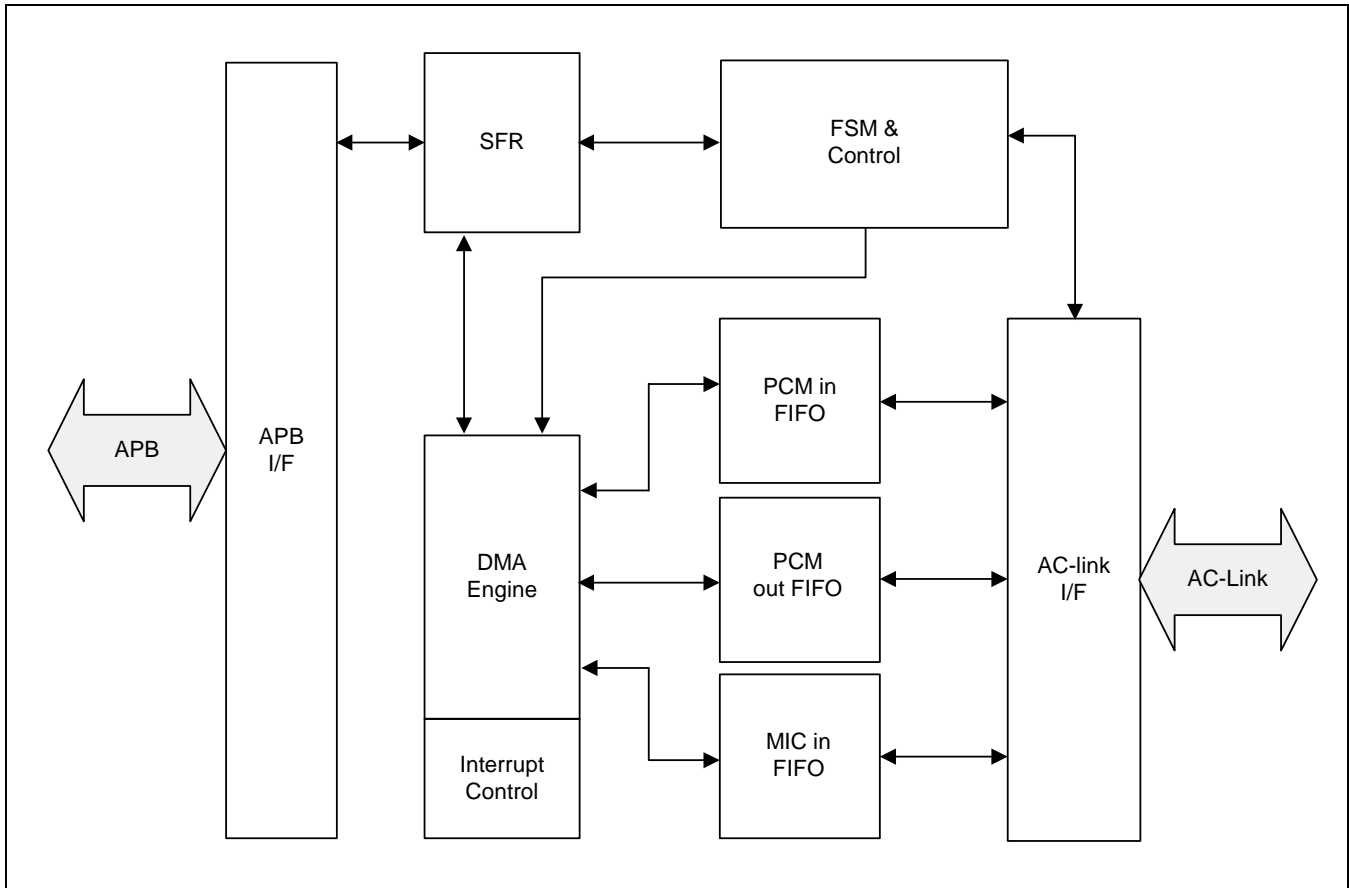 SFR
FSM &
Control
APB
APB
I/F
PCM in
FIFO
DMA
Engine
PCM
out FIFO
AC-link
I/F
AC-Link
Interrupt
Control
MIC in
FIFO